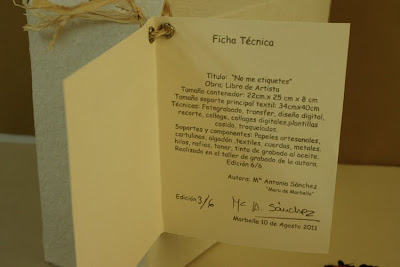 Ficha Técnica
Título: "No me etiquetes"
Obra: Libro de Artista
Tamaño contenedor: 22cm x 25 cm x 8 cm
Tamaño soporte principal textil: 34cmx40cm
Técnicas: Fotograbado, transfer, diseño digital,
recorte, collage, collages digitales,plantillas
cosido, troquelados.
Soportes y componentes: Papeles artesanales,
cartulinas, algodón ,textiles, cuerdas, metales.
hilos, rafias, toner, tinta de grabado al aceite.
Realizado en el taller de grabado de la autora.
Edición 6/6
Autora: Mª Antonia Sánchez
"Maris de Marbella"
Edición 3/6
Mª A. Sánchez
Marbella 10 de Agosto 2011